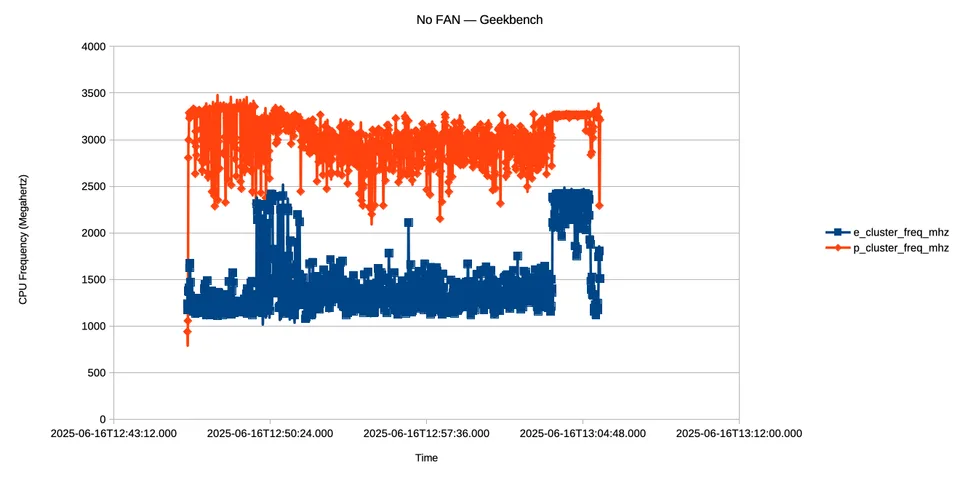 No FAN — Geekbench
4000
3500
3000
2500
2000
1500
1000
500
0
CPU Frequency (Megahertz)
e_cluster_freq_mhz
p_cluster_freq_mhz
2025-06-16T12:43:12.000 2025-06-16T12:50:24.000 2025-06-16T12:57:36.000 2025-06-16T13:04:48.000 2025-06-16T13:12:00.000
Time